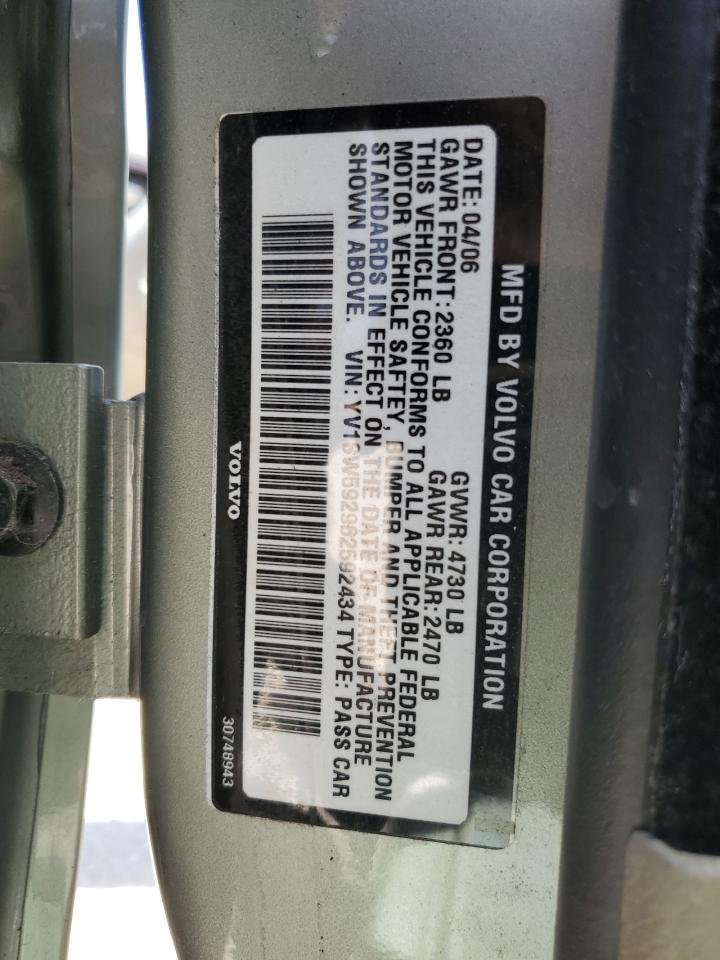 MFD BY VOLVO CAR CORPORATION
DATE: 04/06 GVWR: 4730 LB
GAWR FRONT: 2360 LB GAWR REAR: 2470 LB
THIS VEHICLE CONFORMS TO ALL APPLICABLE FEDERAL
MOTOR VEHICLE SAFTEY, BUMPER AND THEFT PREVENTION
STANDARDS IN EFFECT ON THE DATE OF MANUFACTURE
SHOWN ABOVE. VIN: YV1SW592962592434 TYPE: PASS CAR
VOLVO
30748943